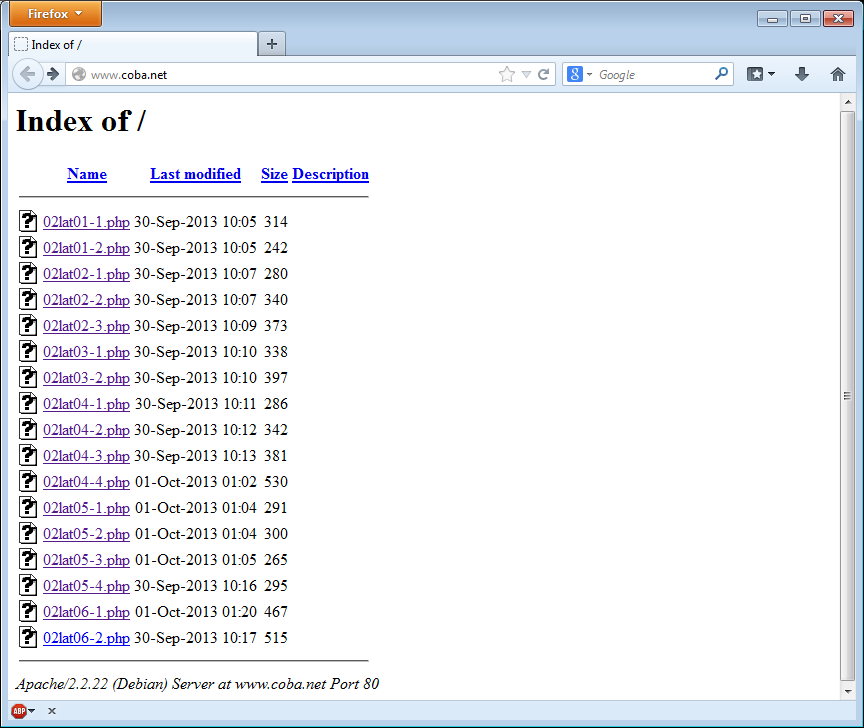 Firefox
Index of /
www.coba.net
Google
Index of /
Name Last modified Size Description
02lat01-1.php 30-Sep-2013 10:05 314
02lat01-2.php 30-Sep-2013 10:05 242
02lat02-1.php 30-Sep-2013 10:07 280
02lat02-2.php 30-Sep-2013 10:07 340
02lat02-3.php 30-Sep-2013 10:09 373
02lat03-1.php 30-Sep-2013 10:10 338
02lat03-2.php 30-Sep-2013 10:10 397
02lat04-1.php 30-Sep-2013 10:11 286
02lat04-2.php 30-Sep-2013 10:12 342
02lat04-3.php 30-Sep-2013 10:13 381
02lat04-4.php 01-Oct-2013 01:02 530
02lat05-1.php 01-Oct-2013 01:04 291
02lat05-2.php 01-Oct-2013 01:04 300
02lat05-3.php 01-Oct-2013 01:05 265
02lat05-4.php 30-Sep-2013 10:16 295
02lat06-1.php 01-Oct-2013 01:20 467
02lat06-2.php 30-Sep-2013 10:17 515
Apache/2.2.22 (Debian) Server at www.coba.net Port 80
ABP